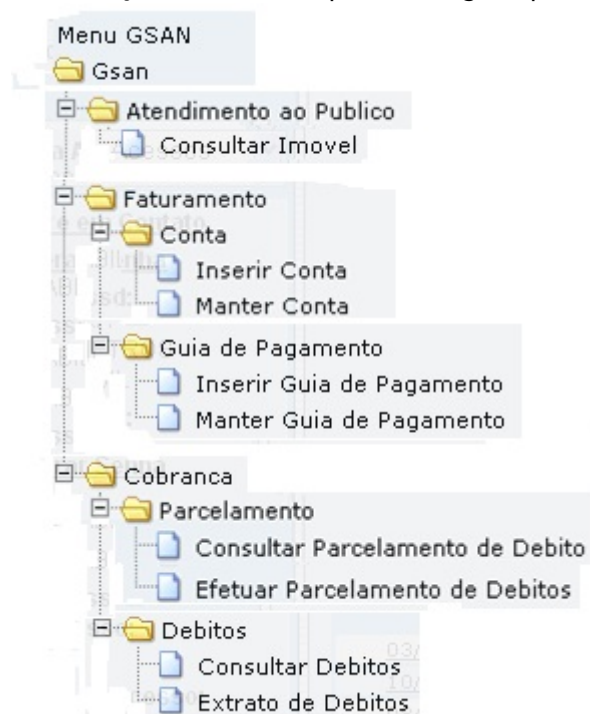 Menu GSAN
Gsan
Atendimento ao Publico
Consultar Imovel
Faturamento
Conta
Inserir Conta
Manter Conta
Guia de Pagamento
Inserir Guia de Pagamento
Manter Guia de Pagamento
Cobranca
Parcelamento
Consultar Parcelamento de Debito
Efetuar Parcelamento de Debitos
Debitos
Consultar Debitos
Extrato de Debitos